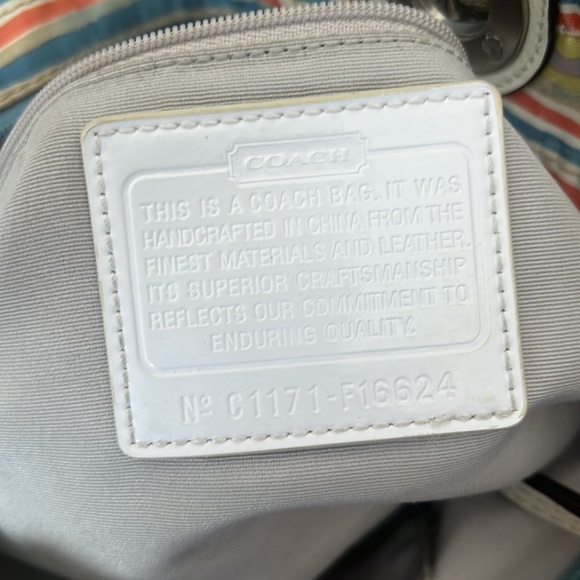 COACH
THIS IS A COACH BAG. IT WAS
HANDCRAFTED IN CHINA FROM THE
FINEST MATERIALS AND LEATHER.
ITS SUPERIOR CRAFTSMANSHIP
REFLECTS OUR COMMITMENT TO
ENDURING QUALITY.
Nº C1171-F16624